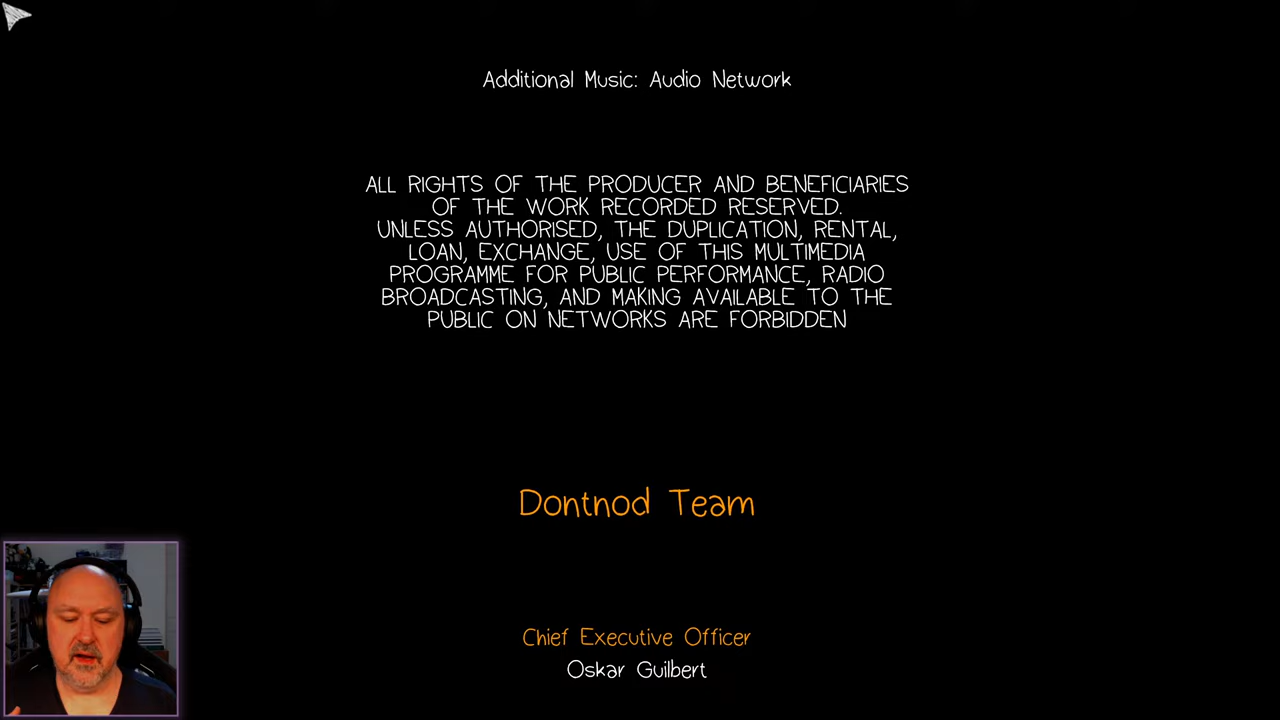 Additional Music: Audio Network
ALL RIGHTS OF THE PRODUCER AND BENEFICIARIES
OF THE WORK RECORDED RESERVED.
UNLESS AUTHORISED, THE DUPLICATION, RENTAL,
LOAN, EXCHANGE, USE OF THIS MULTIMEDIA
PROGRAMME FOR PUBLIC PERFORMANCE, RADIO
BROADCASTING, AND MAKING AVAILABLE TO THE
PUBLIC ON NETWORKS ARE FORBIDDEN
Dontnod Team
Chief Executive Officer
Oskar Guilbert